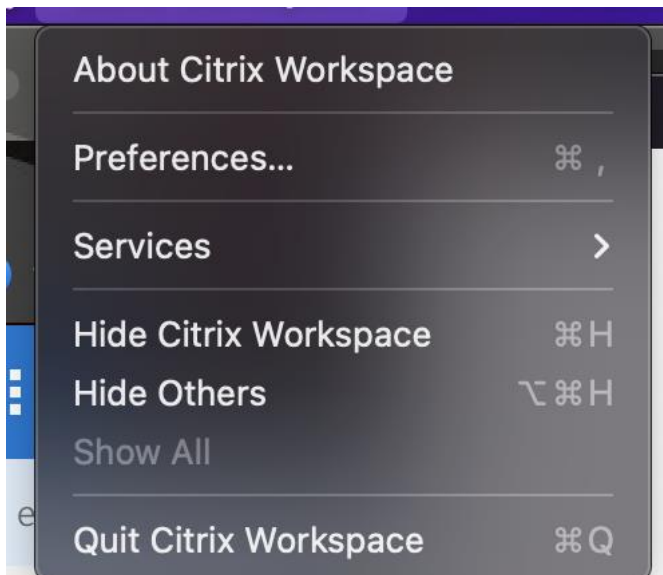 About Citrix Workspace
Preferences... ⌘ ,
Services >
Hide Citrix Workspace ⌘ H
Hide Others ⌥ ⌘ H
Show All
e
Quit Citrix Workspace ⌘ Q